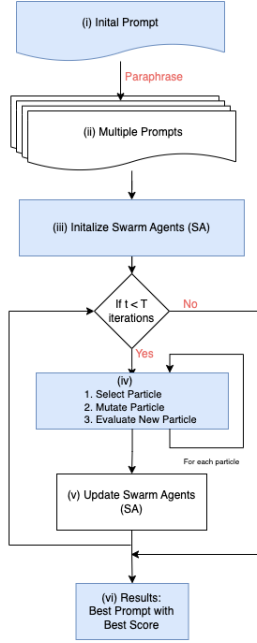 (i) Inital Prompt
Paraphrase
(ii) Multiple Prompts
(iii) Initalize Swarm Agents (SA)
If t < T
iterations
No
Yes
(iv)
1. Select Particle
2. Mutate Particle
3. Evaluate New Particle
For each particle
(v) Update Swarm Agents
(SA)
(vi) Results:
Best Prompt with
Best Score